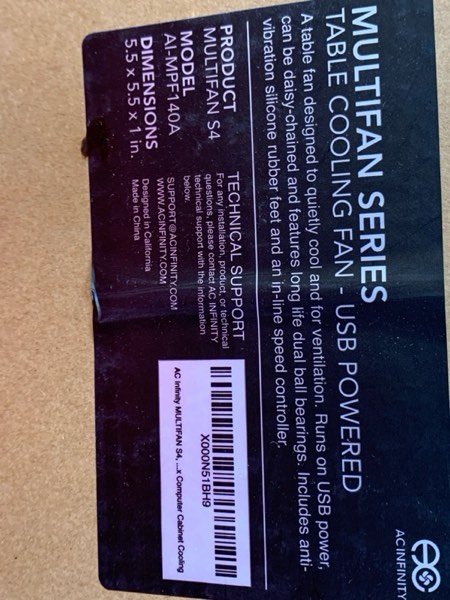 MULTIFAN SERIES
TABLE COOLING FAN - USB POWERED
A table fan designed to quietly cool and for ventilation. Runs on USB power,
can be daisy-chained and features long life dual ball bearings. Includes anti-
vibration silicone rubber feet and an in-line speed controller.
PRODUCT
MULTIFAN S4
MODEL
AI-MPF140A
DIMENSIONS
5.5 x 5.5 x 1 in.
TECHNICAL SUPPORT
For any installation, product, or technical
questions, please contact AC INFINITY
technical support with the information
below.
SUPPORT@ACINFINITY.COM
WWW.ACINFINITY.COM
Designed in California
Made in China
X000N51BH9
AC Infinity MULTIFAN S4, ...x Computer Cabinet Cooling
AC INFINITY